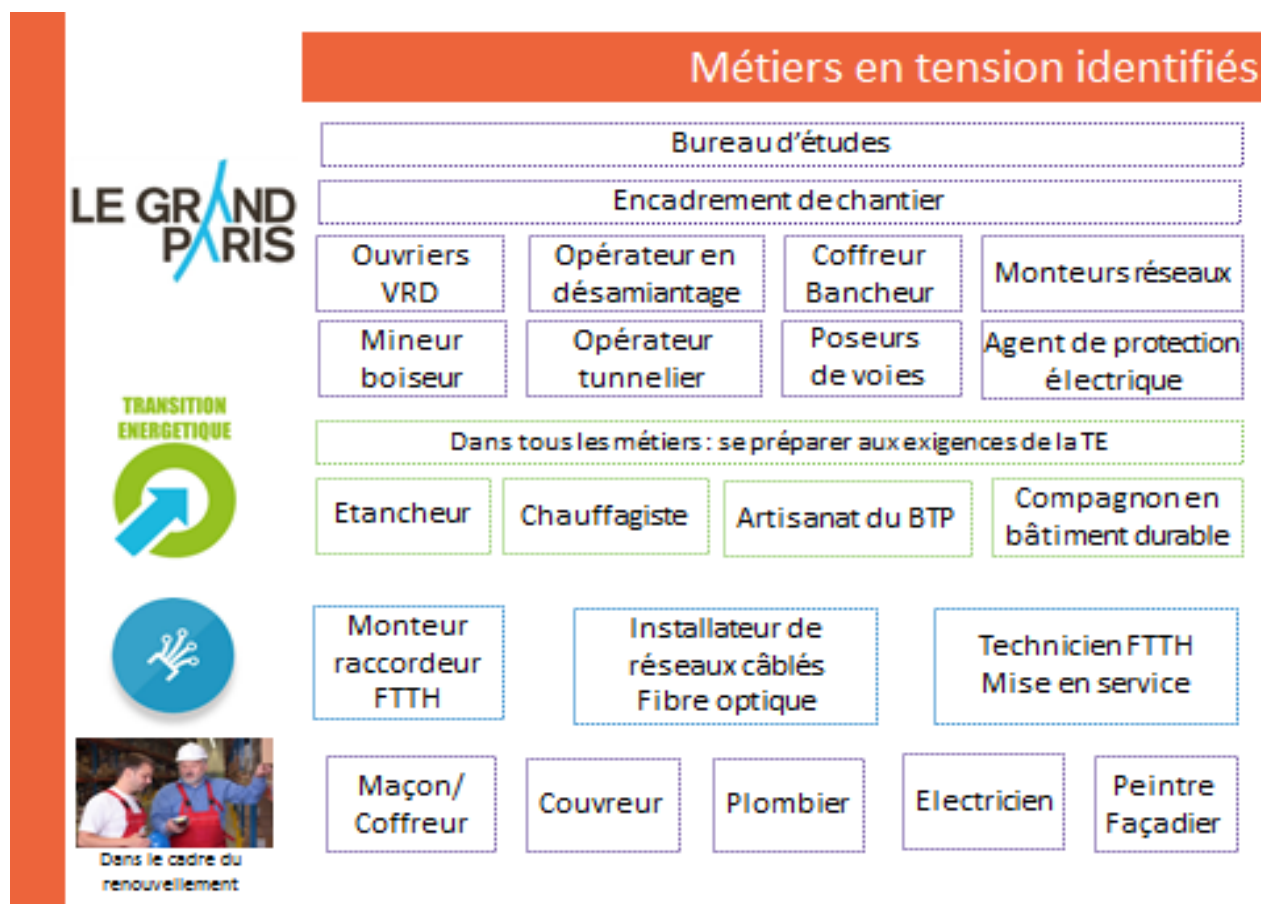 Métiers en tension identifiés
LE GRAND
PARIS
Bureau d'études
Encadrement de chantier
Ouvriers
VRD
Opérateur en
désamiantage
Coffreur
Bancheur
Monteurs réseaux
Mineur
boiseur
Opérateur
tunnelier
Poseurs
de voies
Agent de protection
électrique
TRANSITION
ENERGETIQUE
Dans tous les métiers : se préparer aux exigences de la TE
Etancheur
Chauffagiste
Artisanat du BTP
Compagnon en
bâtiment durable
Monteur
raccordeur
FTTH
Installateur de
réseaux câblés
Fibre optique
Technicien FTTH
Mise en service
Maçon/
Coffreur
Couvreur
Plombier
Electricien
Peintre
Façadier
Dans le cadre du
renouvellement